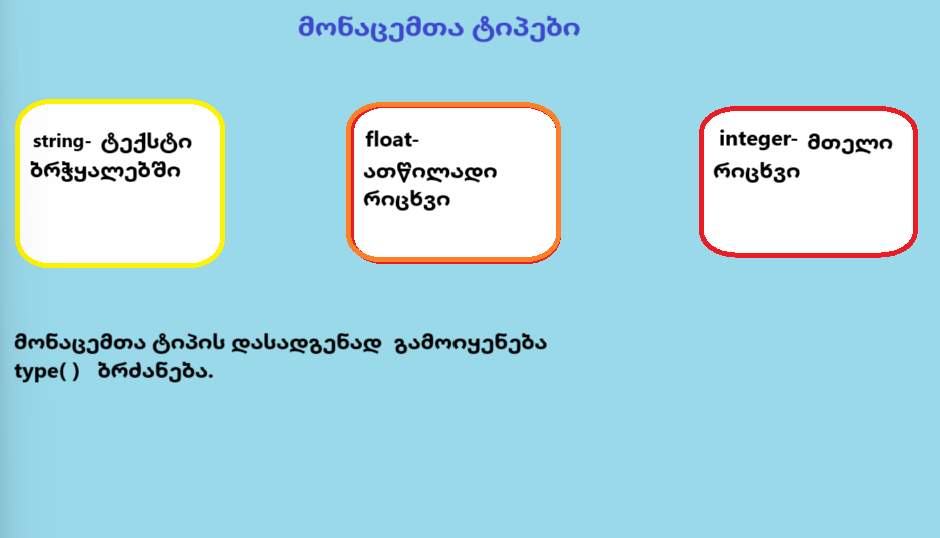 მონაცემთა ტიპები
string- ტექსტი
ბრჭყალებში
float-
ათწილადი
რიცხვი
integer- მთელი
რიცხვი
მონაცემთა ტიპის დასადგენად გამოიყენება
type( ) ბრძანება.